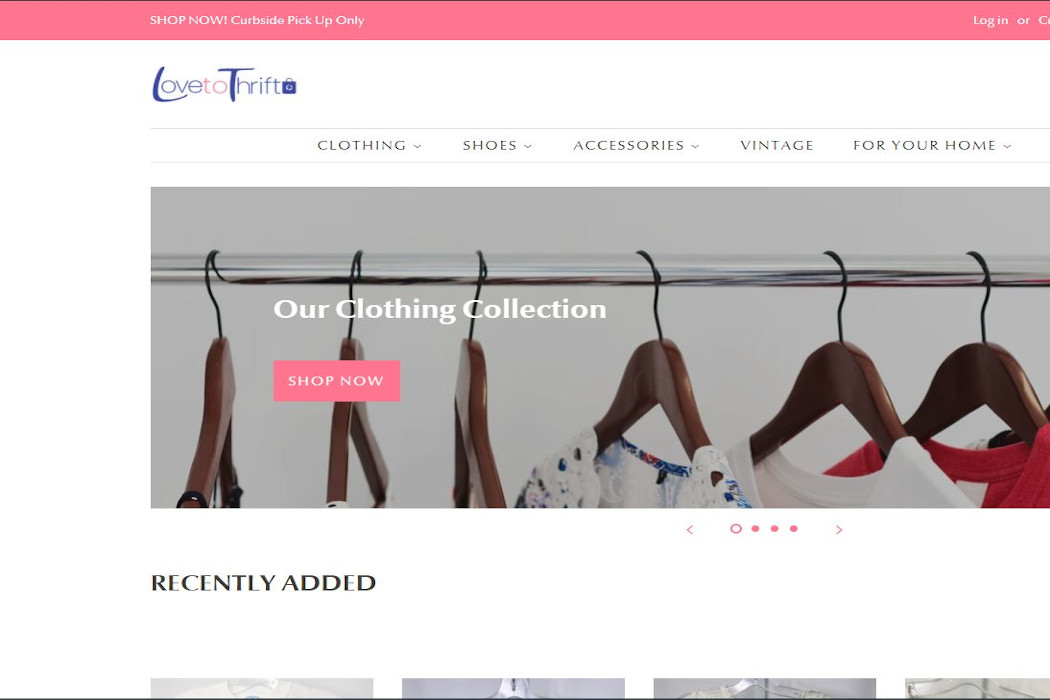 SHOP NOW! Curbside Pick Up Only
Log in or
LovetoThrift
CLOTHING SHOES ACCESSORIES VINTAGE FOR YOUR HOME
Our Clothing Collection
SHOP NOW
RECENTLY ADDED